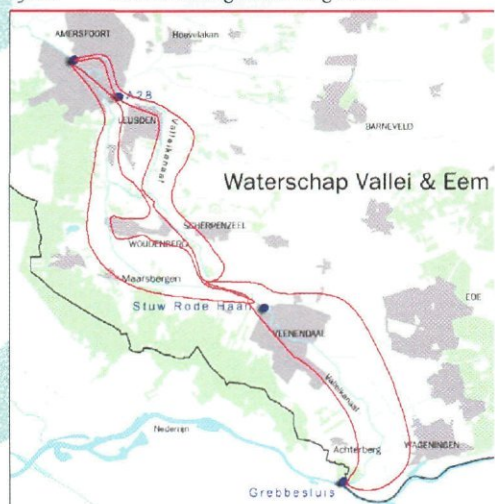 AMERSFOORT
Hoevelaken
A28
LEUSDEN
BARNEVELD
Valleikanaal
Waterschap Vallei & Eem
SCHERPENZEEL
WOUDENBERG
Maarsbergen
EDE
Stuw Rode Haan
VEENENDAAL
Valleikanaal
Nederrijn
Achterberg
WAGENINGEN
Grebbesluis